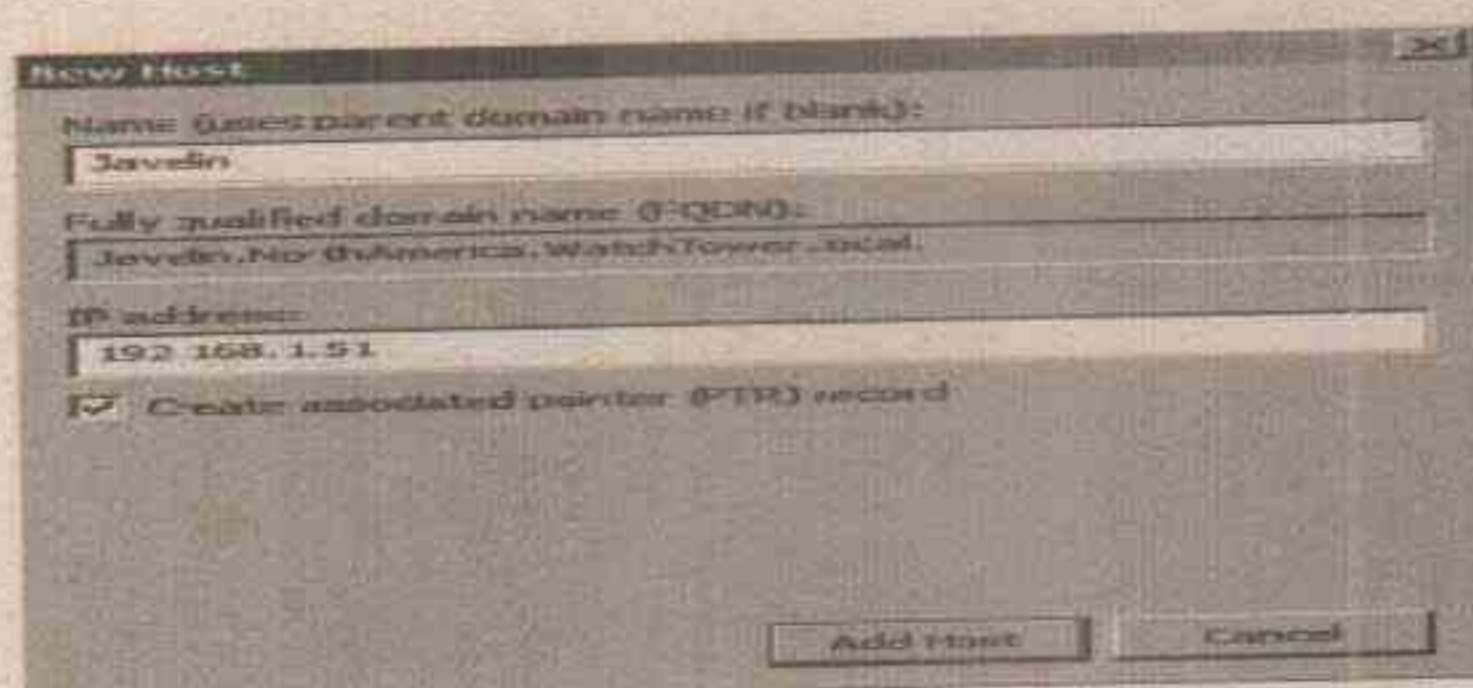 New Host
Name (uses parent domain name if blank):
Javelin
Fully qualified domain name (FQDN):
Javelin.NorthAmerica.WatchTower.local.
IP address:
192.168.1.51
Create associated pointer (PTR) record
Add Host
Cancel